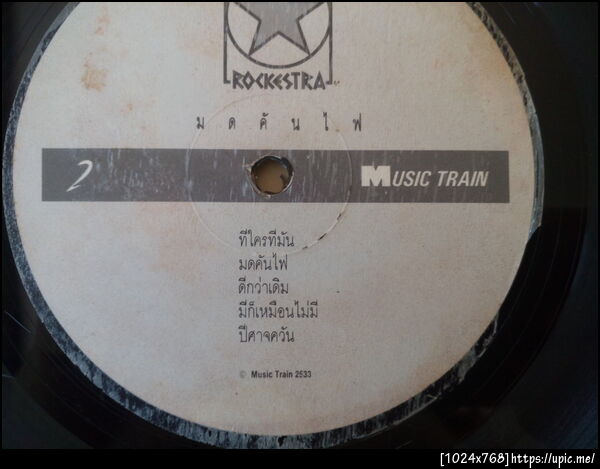 ROCKESTRA
ม ด คั น ไ ฟ
2 MUSIC TRAIN
ทีใครทีมัน
มดคันไฟ
ดีกว่าเดิม
มีก็เหมือนไม่มี
ปีศาจควัน
© Music Train 2533
[1024x768]https://upic.me/